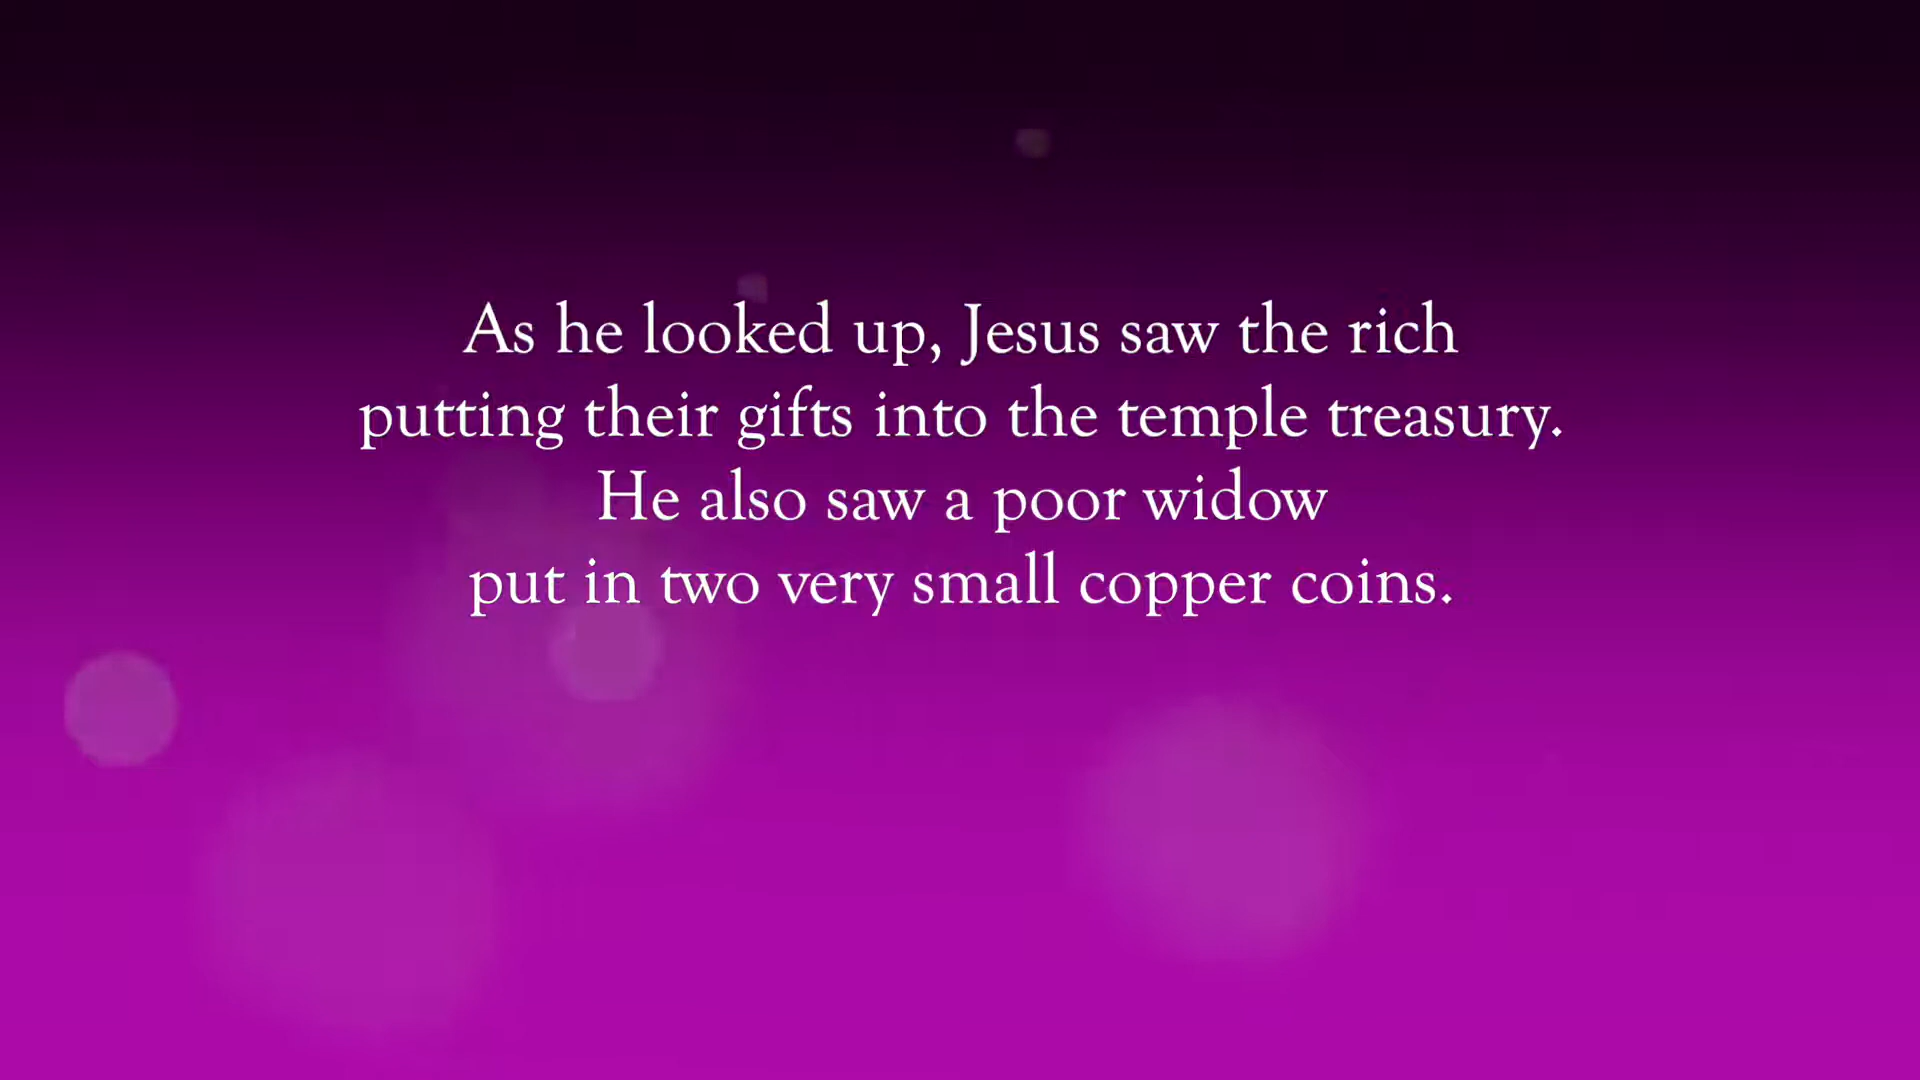 As he looked up, Jesus saw the rich
putting their gifts into the temple treasury.
He also saw a poor widow
put in two very small copper coins.